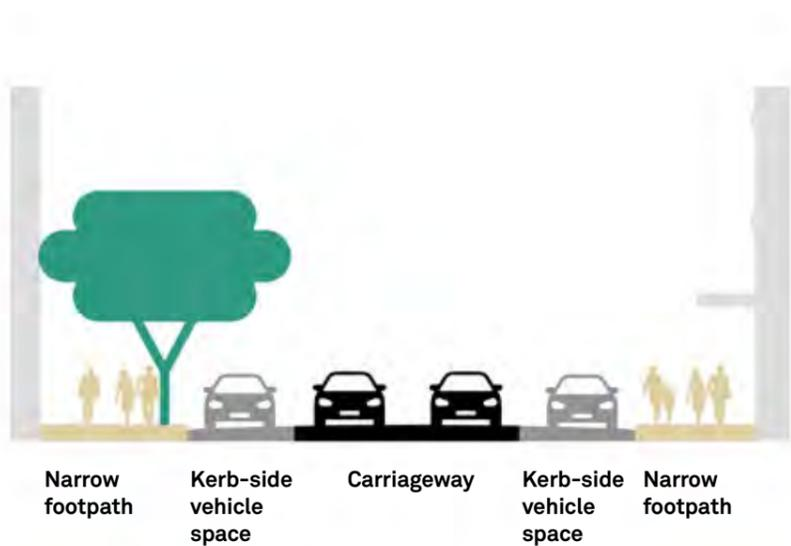 Narrow
footpath
Kerb-side
vehicle
space
Carriageway
Kerb-side
vehicle
space
Narrow
footpath